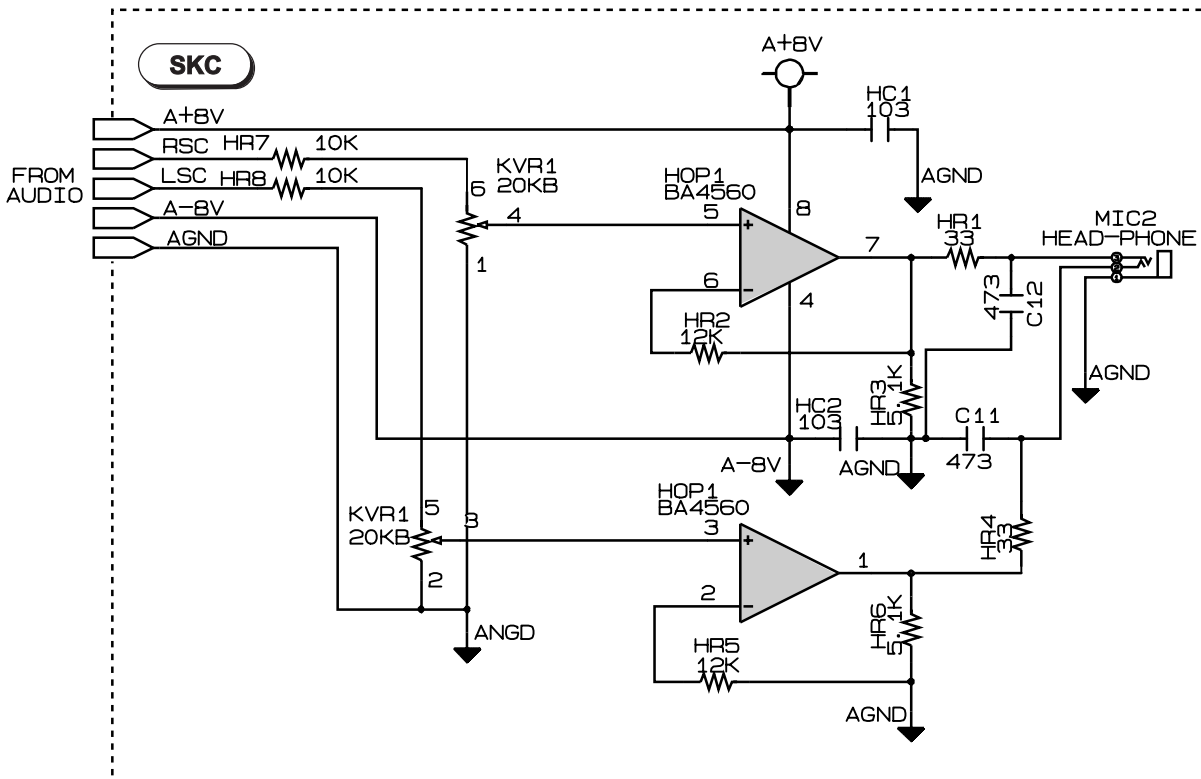 SKC
A+8V
HC1
103
A+8V
RSC HR7 10K
LSC HR8 10K
A-8V
AGND
FROM
AUDIO
KVR1
20KB
6
4
1
HOP1
BA4560
5
8
7
6
4
AGND
HR1
33
MIC2
HEAD-PHONE
3
2
1
473
C12
HR2
12K
AGND
HR3
5.1K
HC2
103
C11
473
A-8V
AGND
HOP1
BA4560
KVR1
20KB
5
3
3
2
1
2
HR4
33
HR6
5.1K
HR5
12K
ANGD
AGND